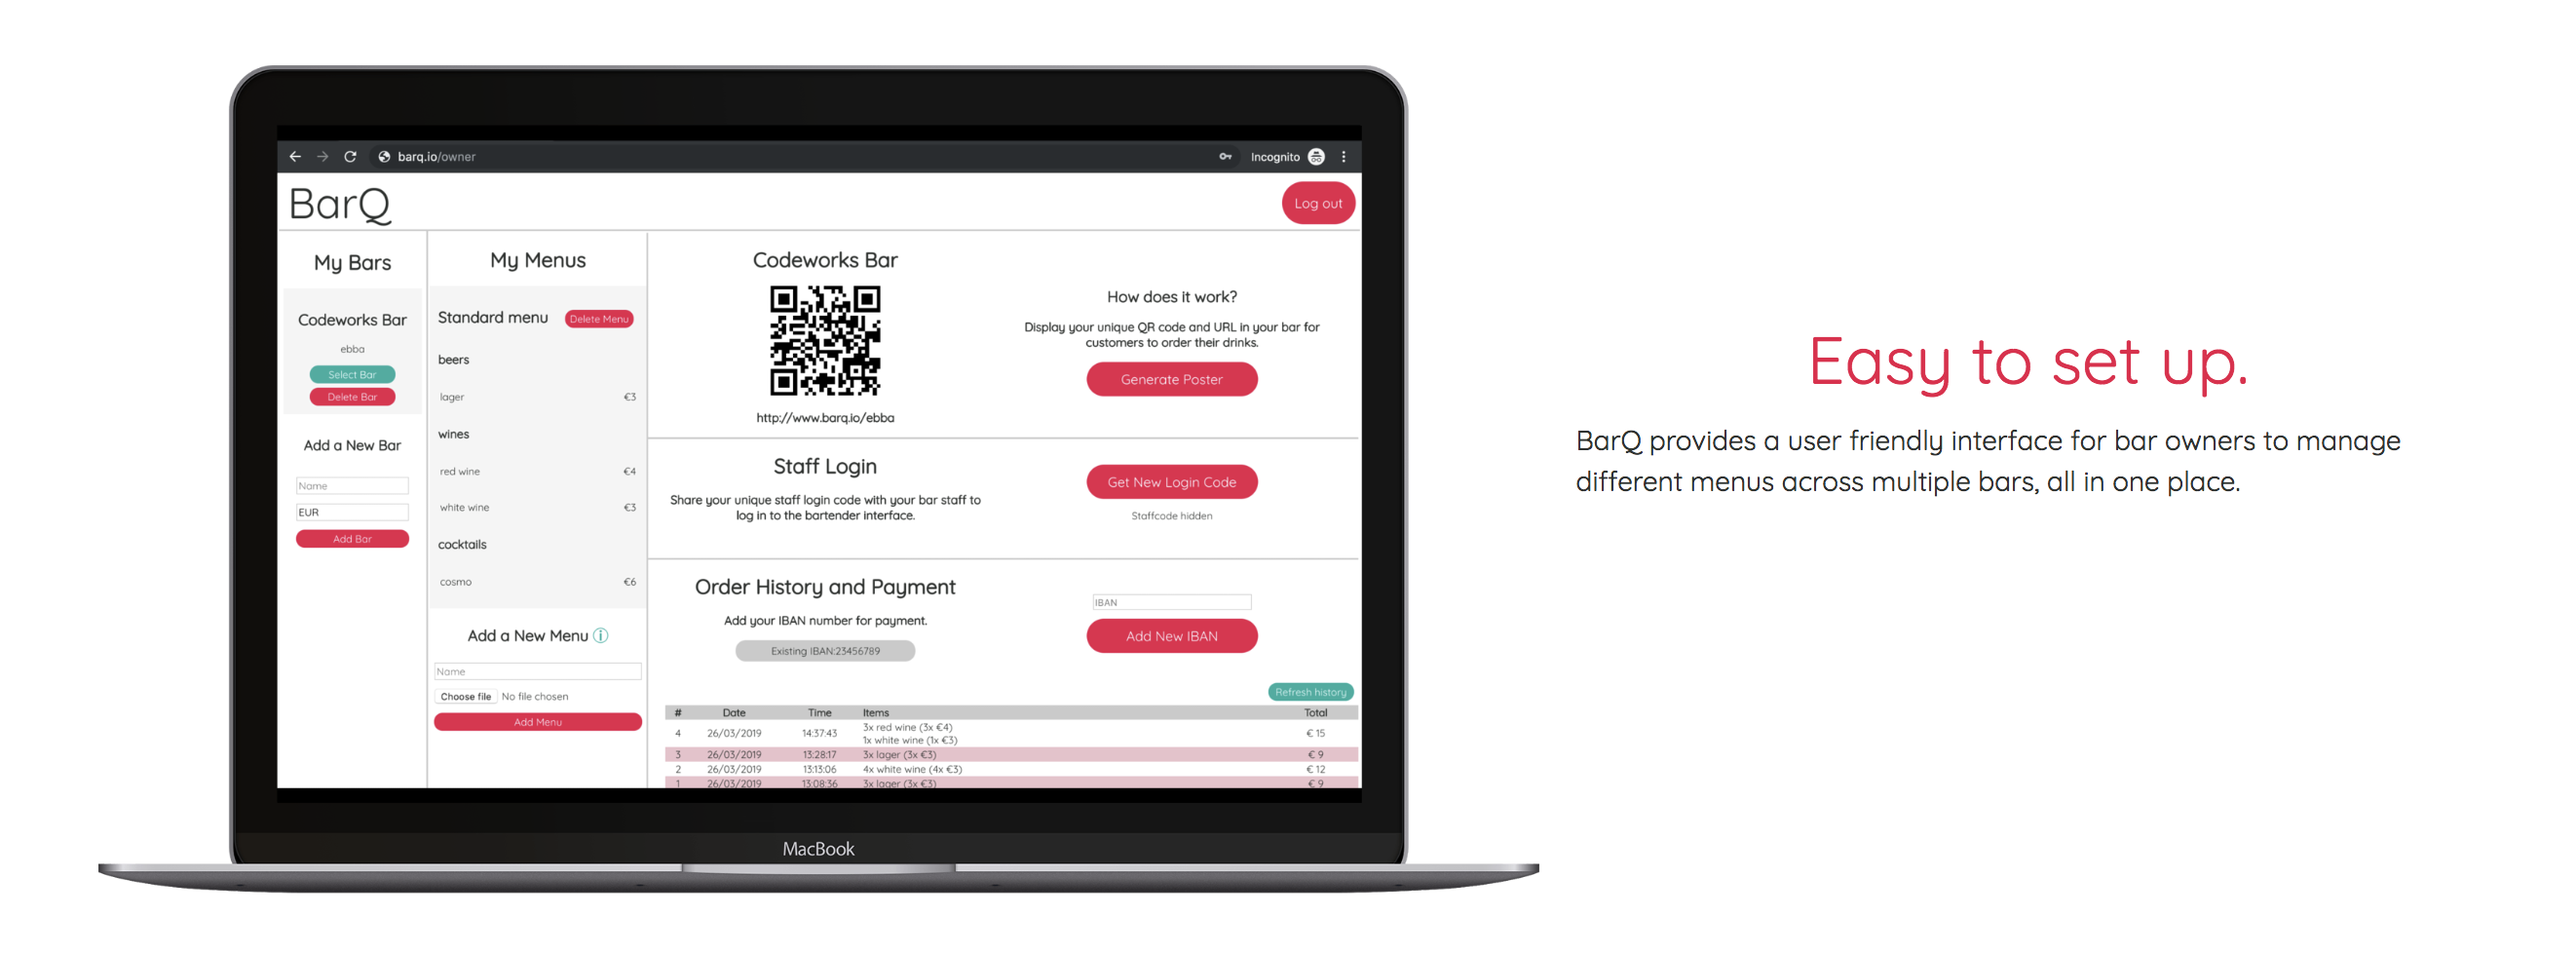 barq.io/owner
Incognito
BarQ
Log out
My Bars
Codeworks Bar
ebba
Select Bar
Delete Bar
Add a New Bar
Name
EUR
Add Bar
My Menus
Standard menu
Delete Menu
beers
lager €3
wines
red wine €4
white wine €3
cocktails
cosmo €6
Add a New Menu
Name
Choose file No file chosen
Add Menu
Codeworks Bar
http://www.barq.io/ebba
How does it work?
Display your unique QR code and URL in your bar for
customers to order their drinks.
Generate Poster
Staff Login
Share your unique staff login code with your bar staff to
log in to the bartender interface.
Get New Login Code
Staffcode hidden
Order History and Payment
Add your IBAN number for payment.
Existing IBAN:23456789
IBAN
Add New IBAN
Refresh history
# Date Time Items Total
4 26/03/2019 14:37:43 3x red wine (3x €4) € 15
1x white wine (1x €3)
3 26/03/2019 13:28:17 3x lager (3x €3) € 9
2 26/03/2019 13:13:06 4x white wine (4x €3) € 12
1 26/03/2019 13:08:36 3x lager (3x €3) € 9
MacBook
Easy to set up.
BarQ provides a user friendly interface for bar owners to manage
different menus across multiple bars, all in one place.